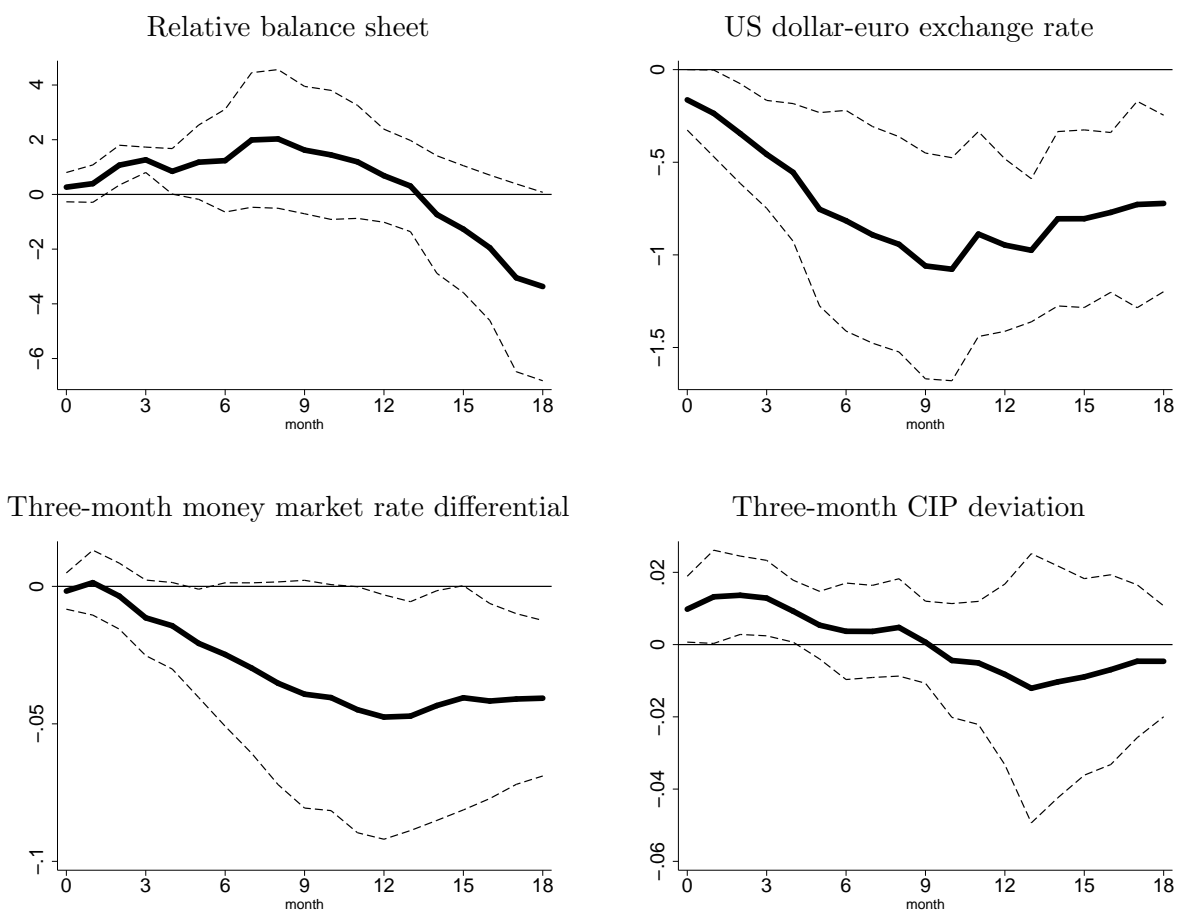 Relative balance sheet
4
2
0
−2
−4
−6
0 3 6 9 12 15 18
month
US dollar-euro exchange rate
0
−.5
−1
−1.5
0 3 6 9 12 15 18
month
Three-month money market rate differential
0
−.05
−.1
0 3 6 9 12 15 18
month
Three-month CIP deviation
.02
0
−.02
−.04
−.06
0 3 6 9 12 15 18
month